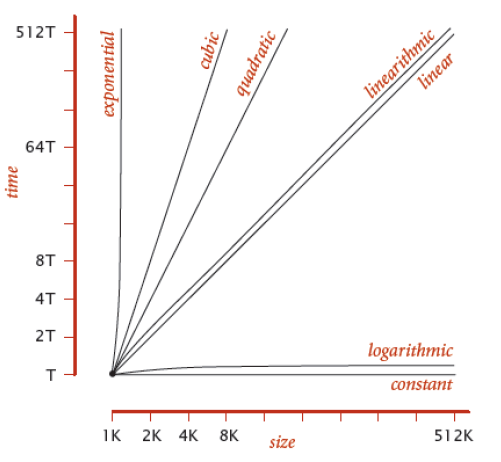 512T
64T
8T
4T
2T
T
time
exponential
cubic
quadratic
linearithmic
linear
logarithmic
constant
1K 2K 4K 8K 512K
size